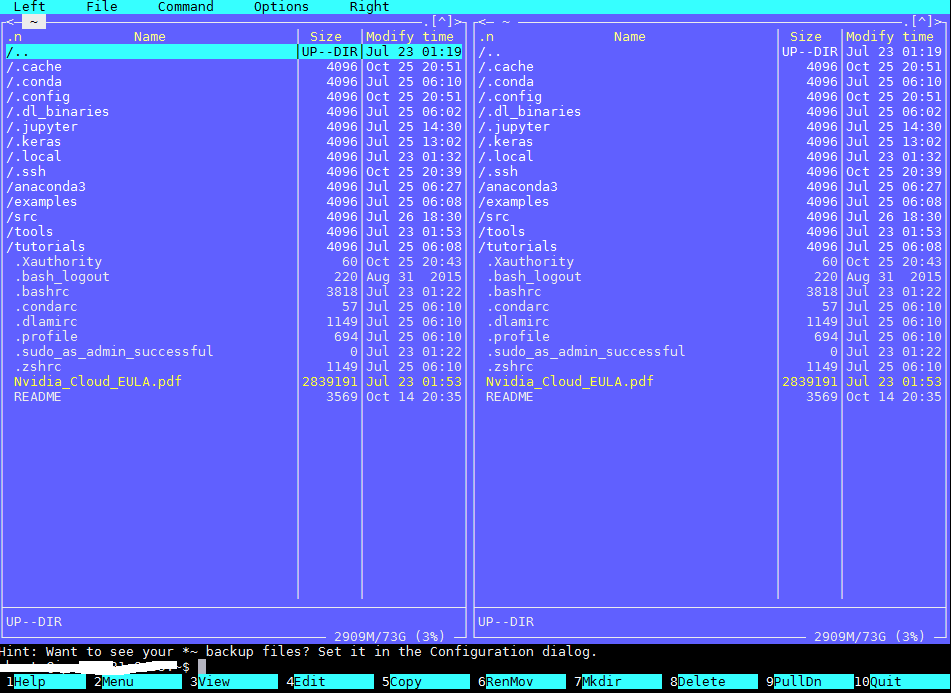 Left File Command Options Right
<─ ~ ─.[^]> <─ ~ ─.[^]>
.n Name Size Modify time .n Name Size Modify time
/.. UP--DIR Jul 23 01:19 /.. UP--DIR Jul 23 01:19
/.cache 4096 Oct 25 20:51 /.cache 4096 Oct 25 20:51
/.conda 4096 Jul 25 06:10 /.conda 4096 Jul 25 06:10
/.config 4096 Oct 25 20:51 /.config 4096 Oct 25 20:51
/.dl_binaries 4096 Jul 25 06:02 /.dl_binaries 4096 Jul 25 06:02
/.jupyter 4096 Jul 25 14:30 /.jupyter 4096 Jul 25 14:30
/.keras 4096 Jul 25 13:02 /.keras 4096 Jul 25 13:02
/.local 4096 Jul 23 01:32 /.local 4096 Jul 23 01:32
/.ssh 4096 Oct 25 20:39 /.ssh 4096 Oct 25 20:39
/anaconda3 4096 Jul 25 06:27 /anaconda3 4096 Jul 25 06:27
/examples 4096 Jul 25 06:08 /examples 4096 Jul 25 06:08
/src 4096 Jul 26 18:30 /src 4096 Jul 26 18:30
/tools 4096 Jul 23 01:53 /tools 4096 Jul 23 01:53
/tutorials 4096 Jul 25 06:08 /tutorials 4096 Jul 25 06:08
.Xauthority 60 Oct 25 20:43 .Xauthority 60 Oct 25 20:43
.bash_logout 220 Aug 31 2015 .bash_logout 220 Aug 31 2015
.bashrc 3818 Jul 23 01:22 .bashrc 3818 Jul 23 01:22
.condarc 57 Jul 25 06:10 .condarc 57 Jul 25 06:10
.dlamirc 1149 Jul 25 06:10 .dlamirc 1149 Jul 25 06:10
.profile 694 Jul 25 06:10 .profile 694 Jul 25 06:10
.sudo_as_admin_successful 0 Jul 23 01:22 .sudo_as_admin_successful 0 Jul 23 01:22
.zshrc 1149 Jul 25 06:10 .zshrc 1149 Jul 25 06:10
Nvidia_Cloud_EULA.pdf 2839191 Jul 23 01:53 Nvidia_Cloud_EULA.pdf 2839191 Jul 23 01:53
README 3569 Oct 14 20:35 README 3569 Oct 14 20:35
UP--DIR UP--DIR
2909M/73G (3%) 2909M/73G (3%)
Hint: Want to see your *~ backup files? Set it in the Configuration dialog.
~$
1Help 2Menu 3View 4Edit 5Copy 6RenMov 7Mkdir 8Delete 9PullDn 10Quit